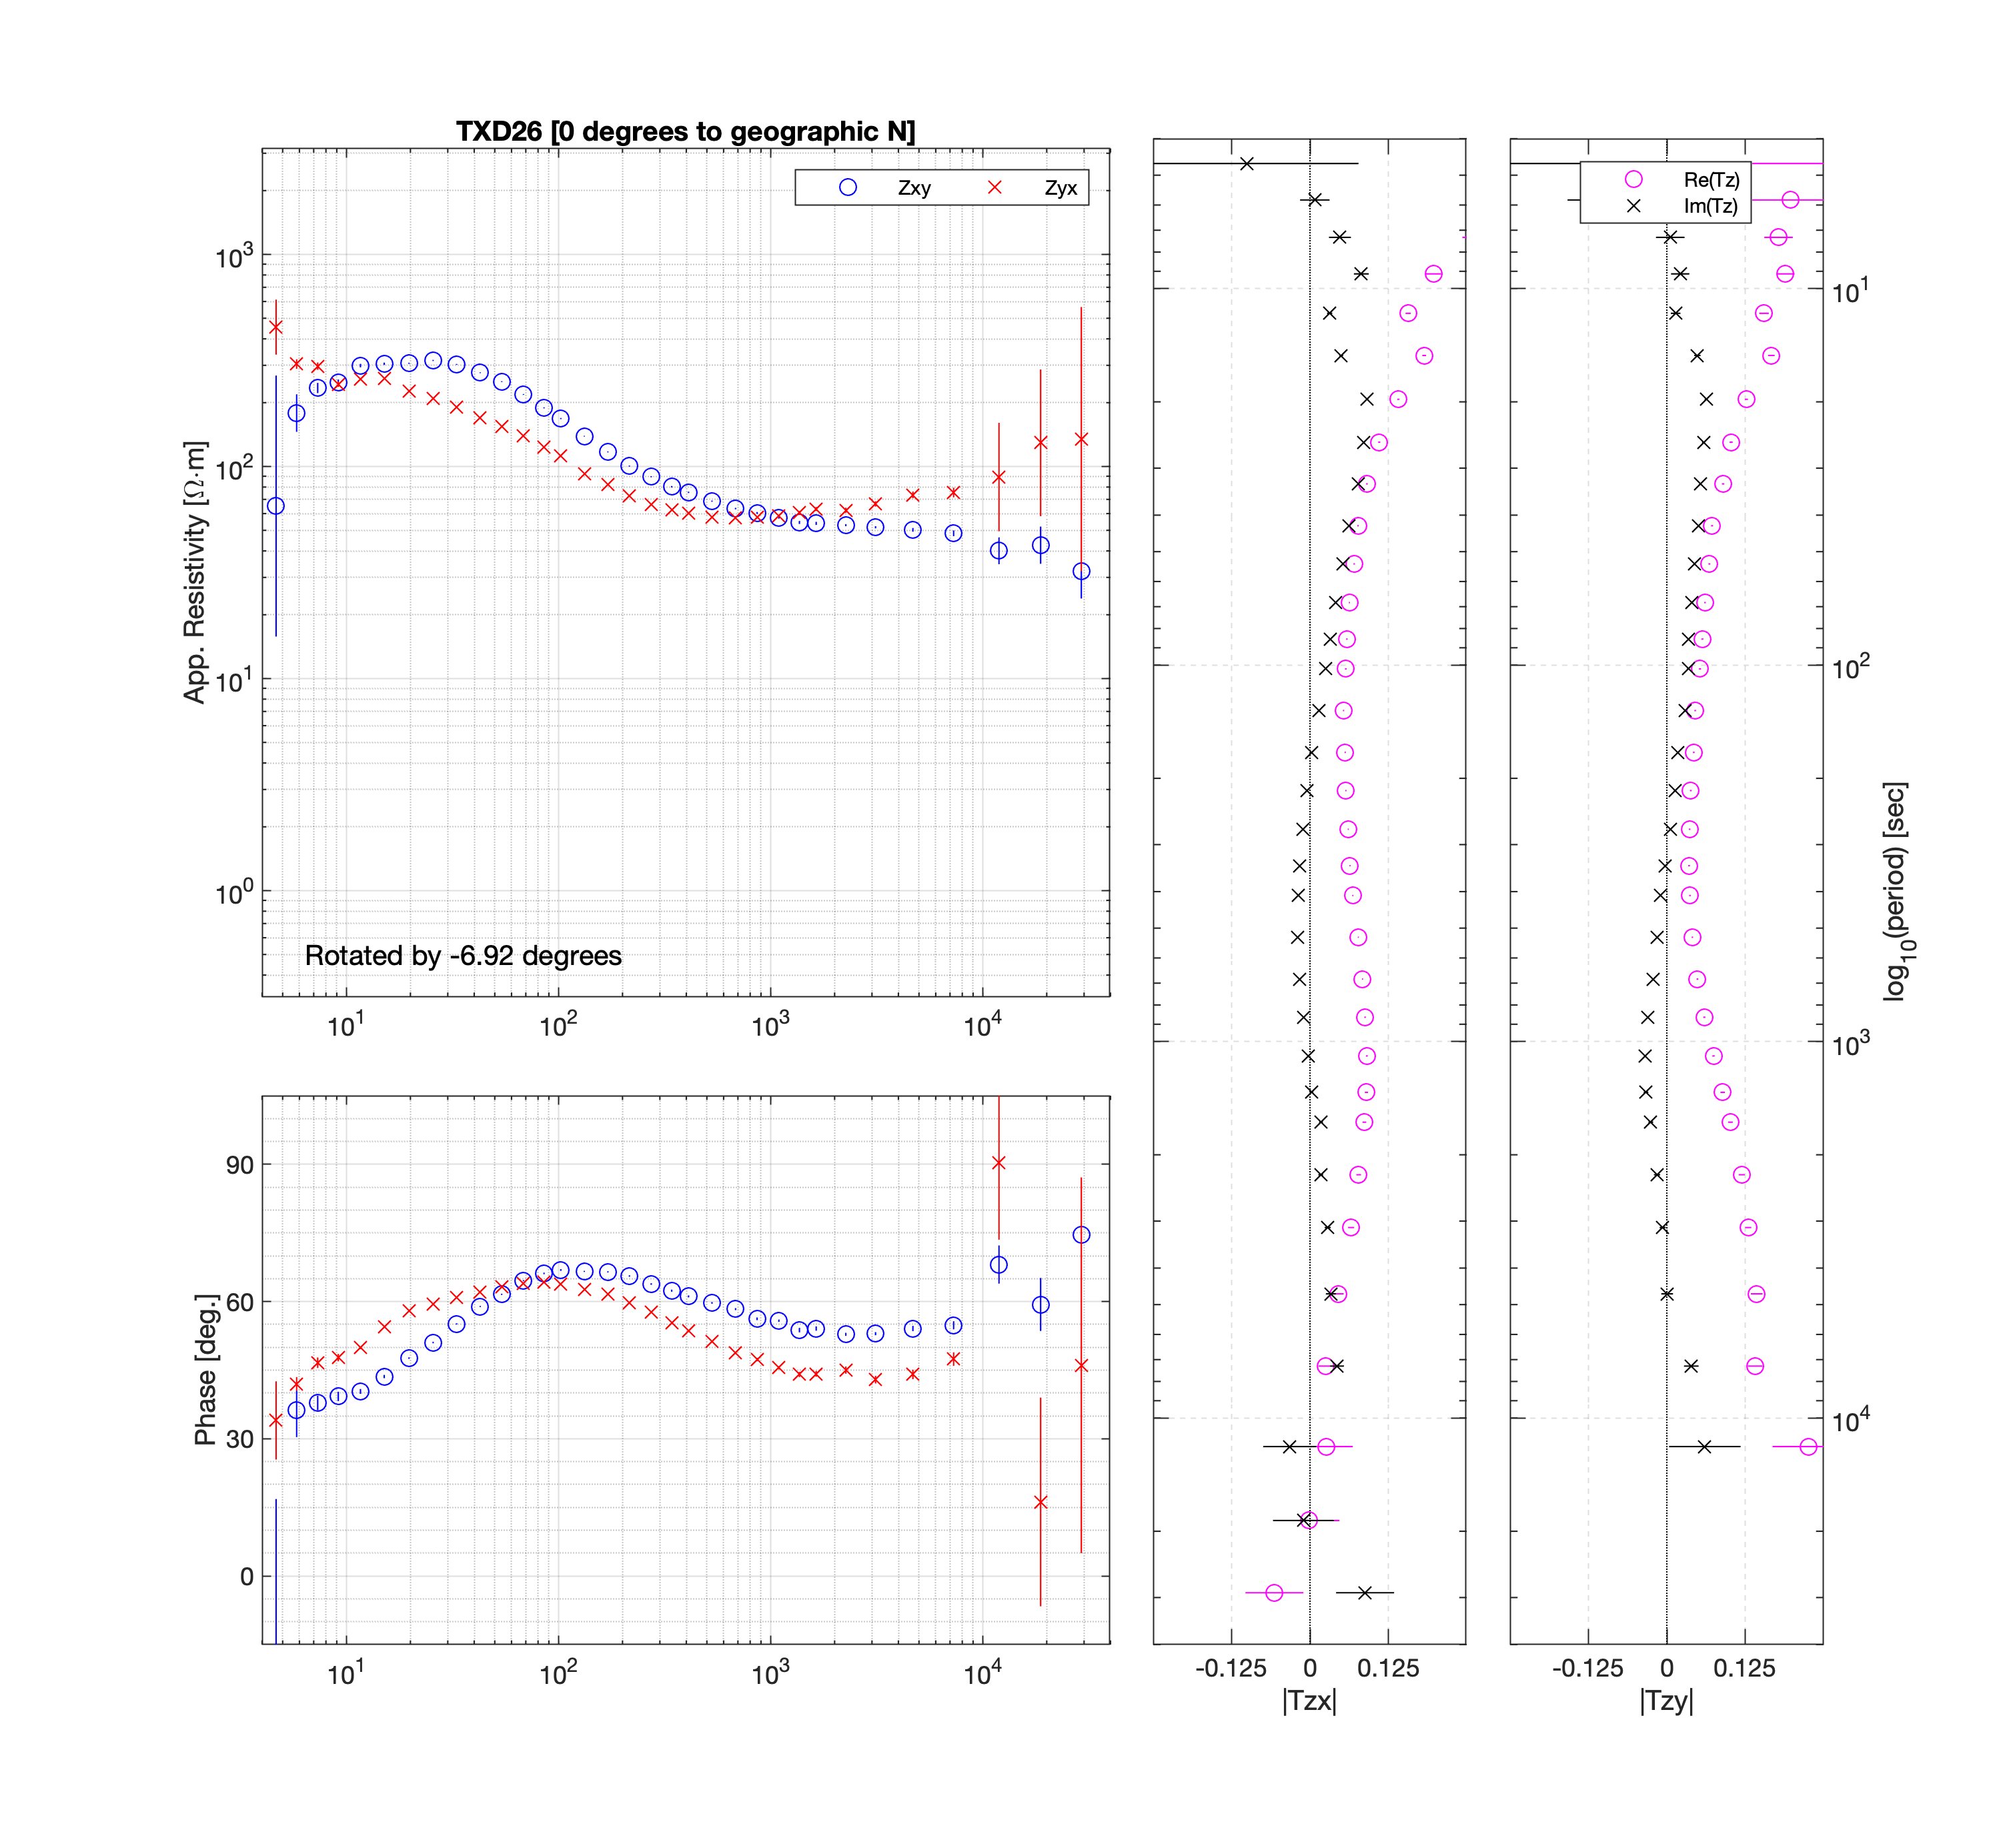 TXD26 [0 degrees to geographic N]
Zxy Zyx
App. Resistivity [Ω·m]
10³
10²
10¹
10⁰
Rotated by -6.92 degrees
10¹ 10² 10³ 10⁴
Phase [deg.]
90
60
30
0
10¹ 10² 10³ 10⁴
-0.125 0 0.125
|Tzx|
Re(Tz)
Im(Tz)
-0.125 0 0.125
|Tzy|
10¹
10²
10³
10⁴
log₁₀(period) [sec]